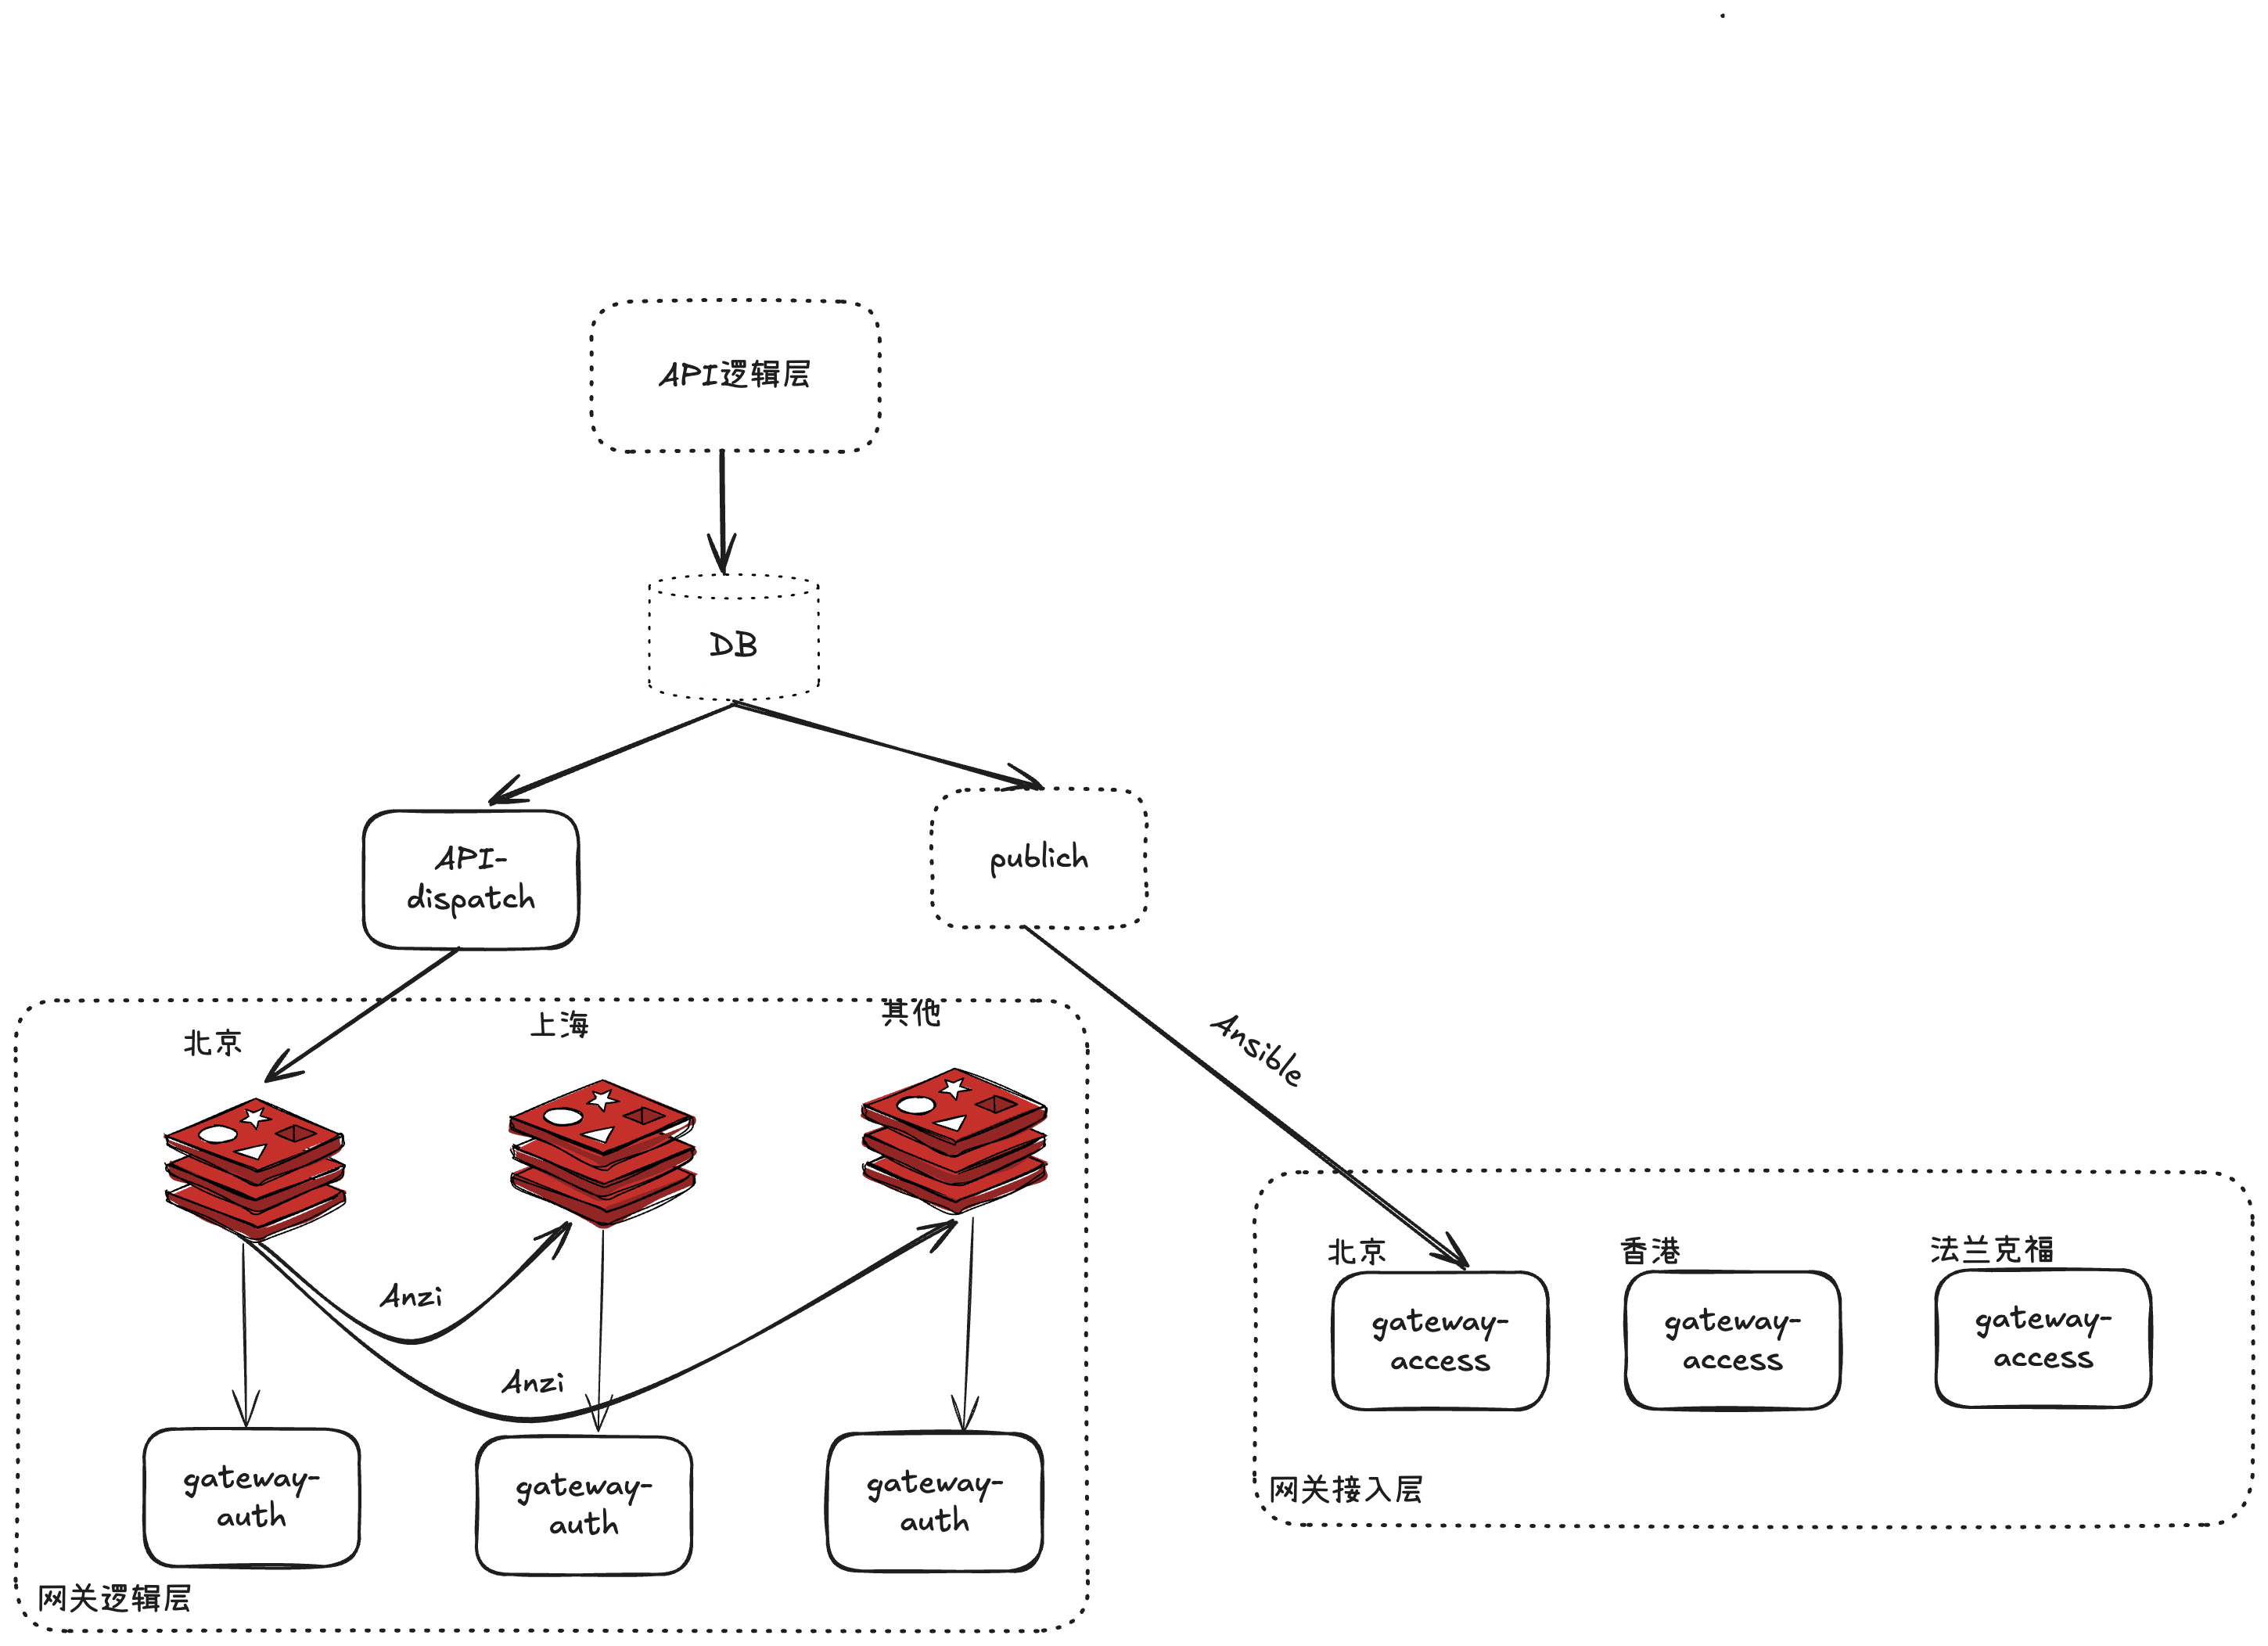 API逻辑层
DB
API-
dispatch
publich
北京
上海
其他
Ansible
Anzi
Anzi
gateway-
auth
gateway-
auth
gateway-
auth
网关逻辑层
北京
香港
法兰克福
gateway-
access
gateway-
access
gateway-
access
网关接入层